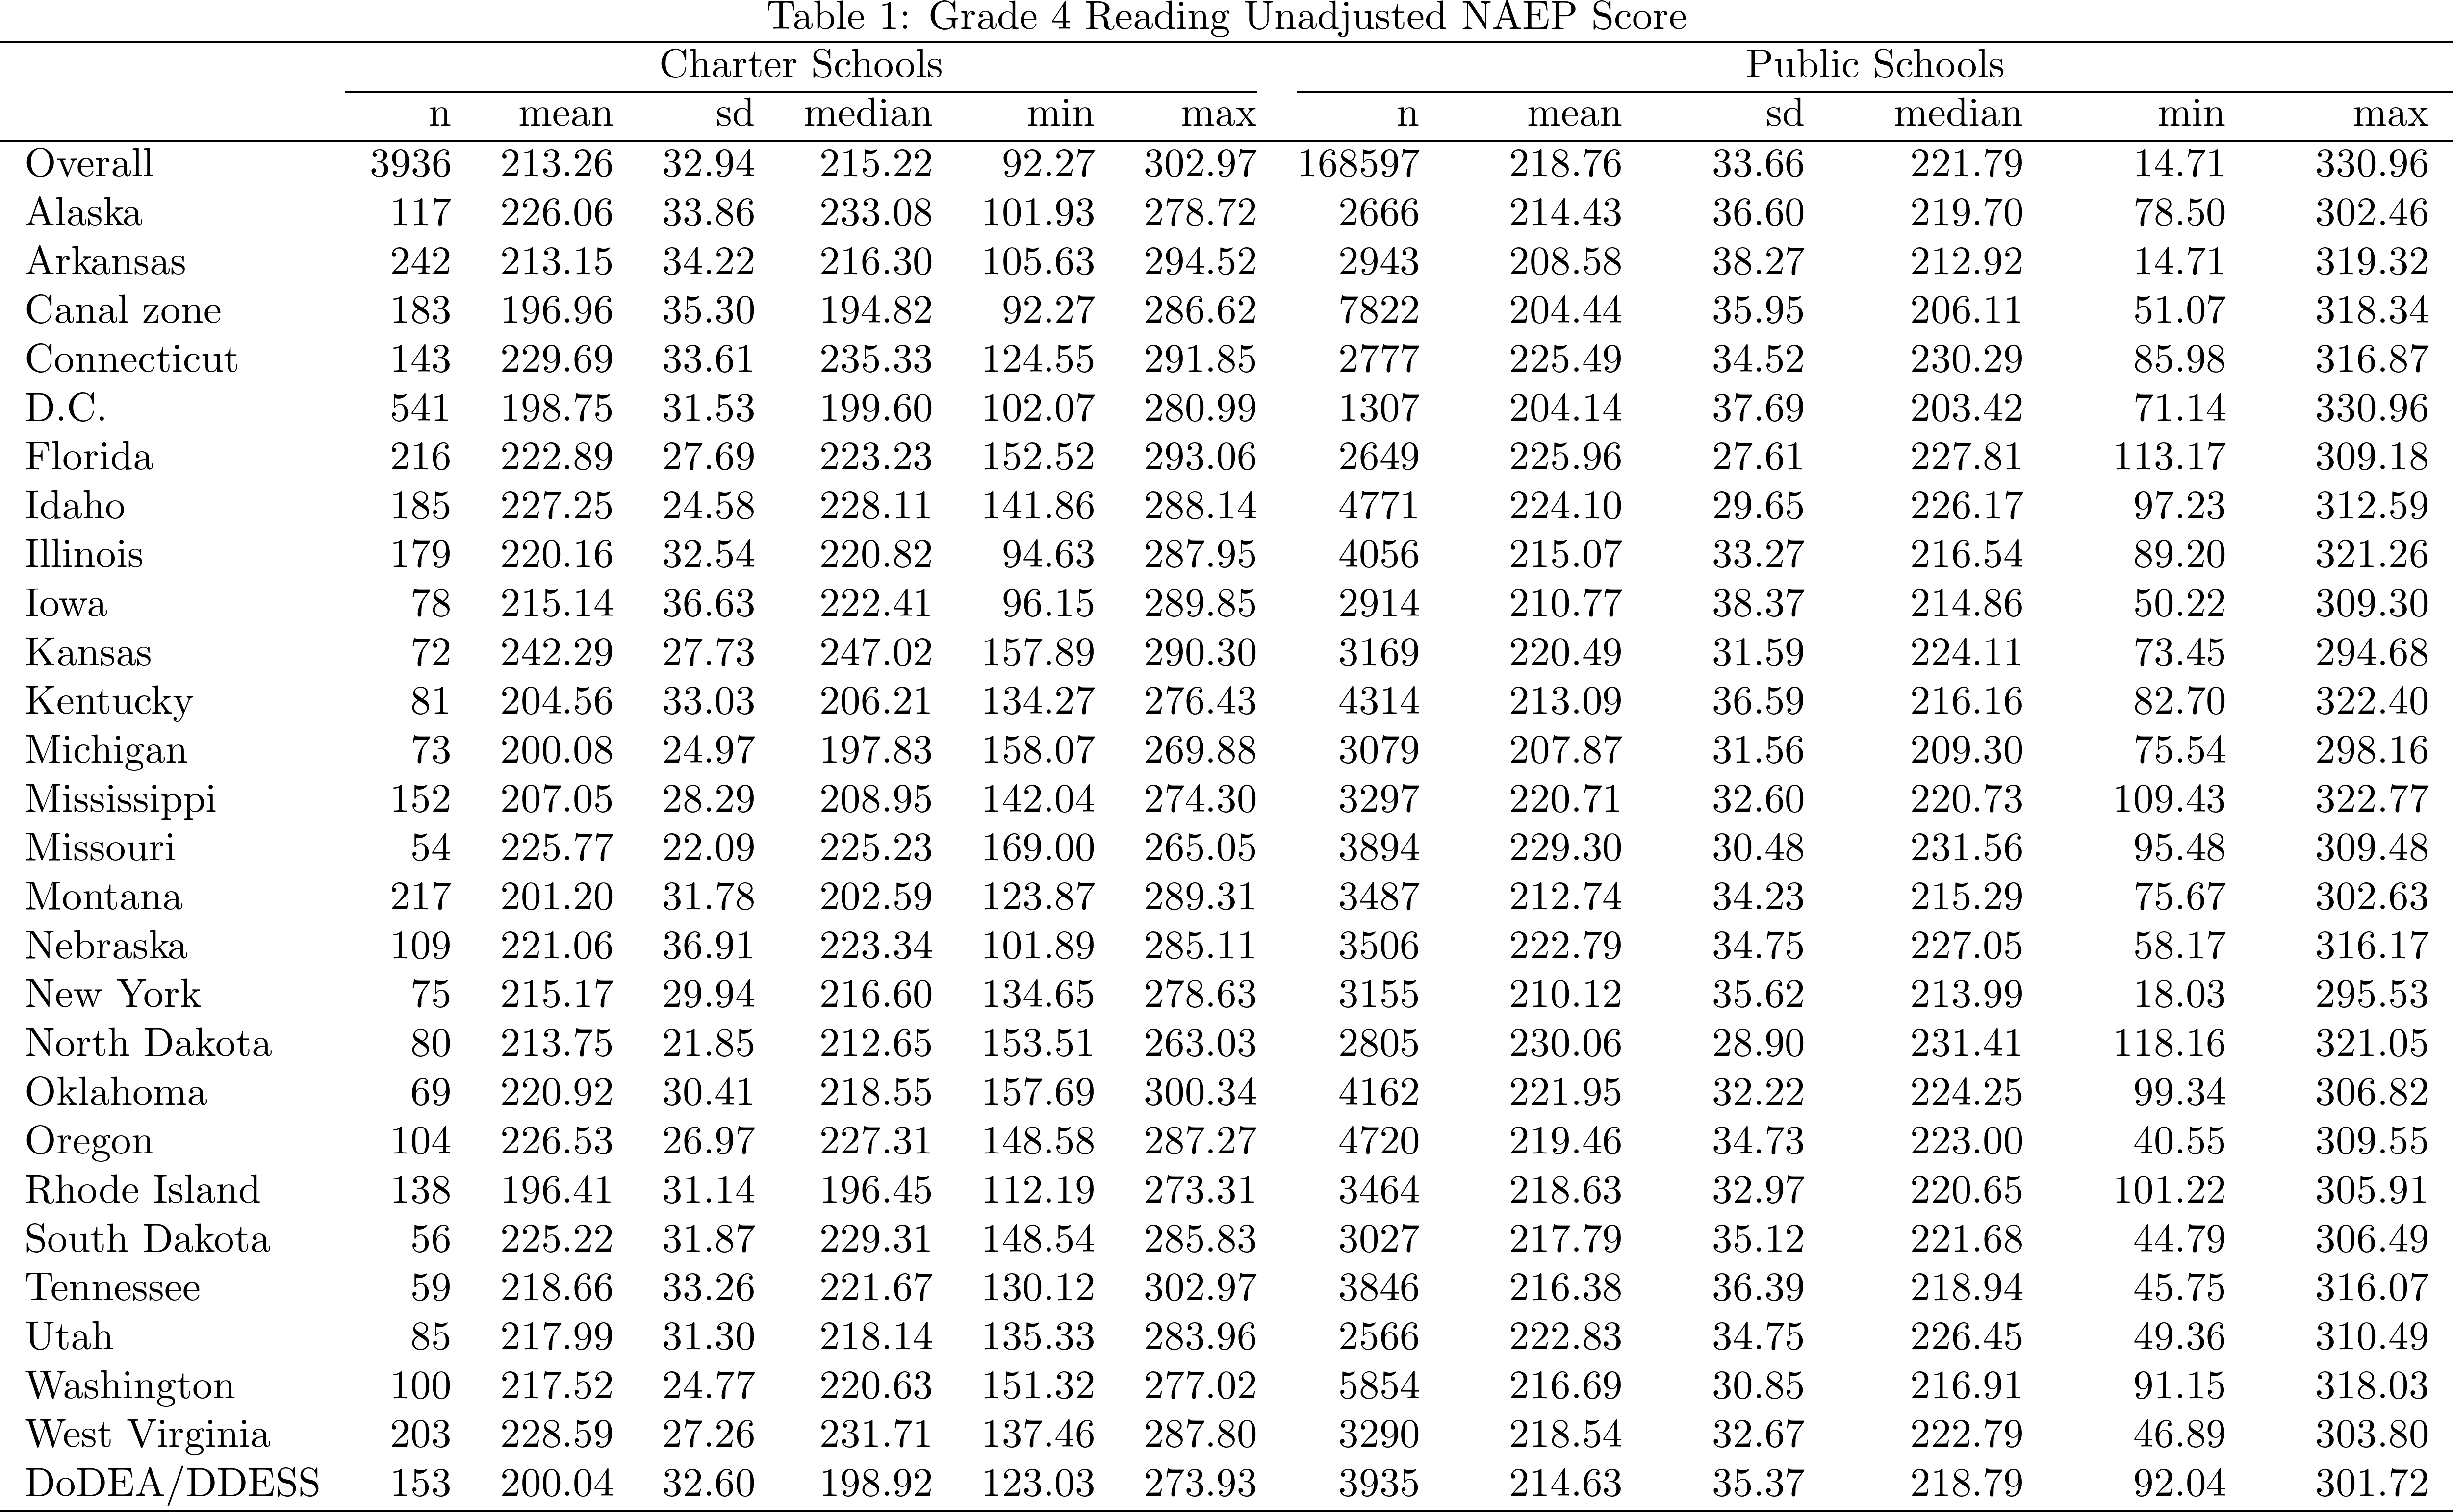 Table 1: Grade 4 Reading Unadjusted NAEP Score
Charter Schools Public Schools
n mean sd median min max n mean sd median min max
Overall 3936 213.26 32.94 215.22 92.27 302.97 168597 218.76 33.66 221.79 14.71 330.96
Alaska 117 226.06 33.86 233.08 101.93 278.72 2666 214.43 36.60 219.70 78.50 302.46
Arkansas 242 213.15 34.22 216.30 105.63 294.52 2943 208.58 38.27 212.92 14.71 319.32
Canal zone 183 196.96 35.30 194.82 92.27 286.62 7822 204.44 35.95 206.11 51.07 318.34
Connecticut 143 229.69 33.61 235.33 124.55 291.85 2777 225.49 34.52 230.29 85.98 316.87
D.C. 541 198.75 31.53 199.60 102.07 280.99 1307 204.14 37.69 203.42 71.14 330.96
Florida 216 222.89 27.69 223.23 152.52 293.06 2649 225.96 27.61 227.81 113.17 309.18
Idaho 185 227.25 24.58 228.11 141.86 288.14 4771 224.10 29.65 226.17 97.23 312.59
Illinois 179 220.16 32.54 220.82 94.63 287.95 4056 215.07 33.27 216.54 89.20 321.26
Iowa 78 215.14 36.63 222.41 96.15 289.85 2914 210.77 38.37 214.86 50.22 309.30
Kansas 72 242.29 27.73 247.02 157.89 290.30 3169 220.49 31.59 224.11 73.45 294.68
Kentucky 81 204.56 33.03 206.21 134.27 276.43 4314 213.09 36.59 216.16 82.70 322.40
Michigan 73 200.08 24.97 197.83 158.07 269.88 3079 207.87 31.56 209.30 75.54 298.16
Mississippi 152 207.05 28.29 208.95 142.04 274.30 3297 220.71 32.60 220.73 109.43 322.77
Missouri 54 225.77 22.09 225.23 169.00 265.05 3894 229.30 30.48 231.56 95.48 309.48
Montana 217 201.20 31.78 202.59 123.87 289.31 3487 212.74 34.23 215.29 75.67 302.63
Nebraska 109 221.06 36.91 223.34 101.89 285.11 3506 222.79 34.75 227.05 58.17 316.17
New York 75 215.17 29.94 216.60 134.65 278.63 3155 210.12 35.62 213.99 18.03 295.53
North Dakota 80 213.75 21.85 212.65 153.51 263.03 2805 230.06 28.90 231.41 118.16 321.05
Oklahoma 69 220.92 30.41 218.55 157.69 300.34 4162 221.95 32.22 224.25 99.34 306.82
Oregon 104 226.53 26.97 227.31 148.58 287.27 4720 219.46 34.73 223.00 40.55 309.55
Rhode Island 138 196.41 31.14 196.45 112.19 273.31 3464 218.63 32.97 220.65 101.22 305.91
South Dakota 56 225.22 31.87 229.31 148.54 285.83 3027 217.79 35.12 221.68 44.79 306.49
Tennessee 59 218.66 33.26 221.67 130.12 302.97 3846 216.38 36.39 218.94 45.75 316.07
Utah 85 217.99 31.30 218.14 135.33 283.96 2566 222.83 34.75 226.45 49.36 310.49
Washington 100 217.52 24.77 220.63 151.32 277.02 5854 216.69 30.85 216.91 91.15 318.03
West Virginia 203 228.59 27.26 231.71 137.46 287.80 3290 218.54 32.67 222.79 46.89 303.80
DoDEA/DDESS 153 200.04 32.60 198.92 123.03 273.93 3935 214.63 35.37 218.79 92.04 301.72